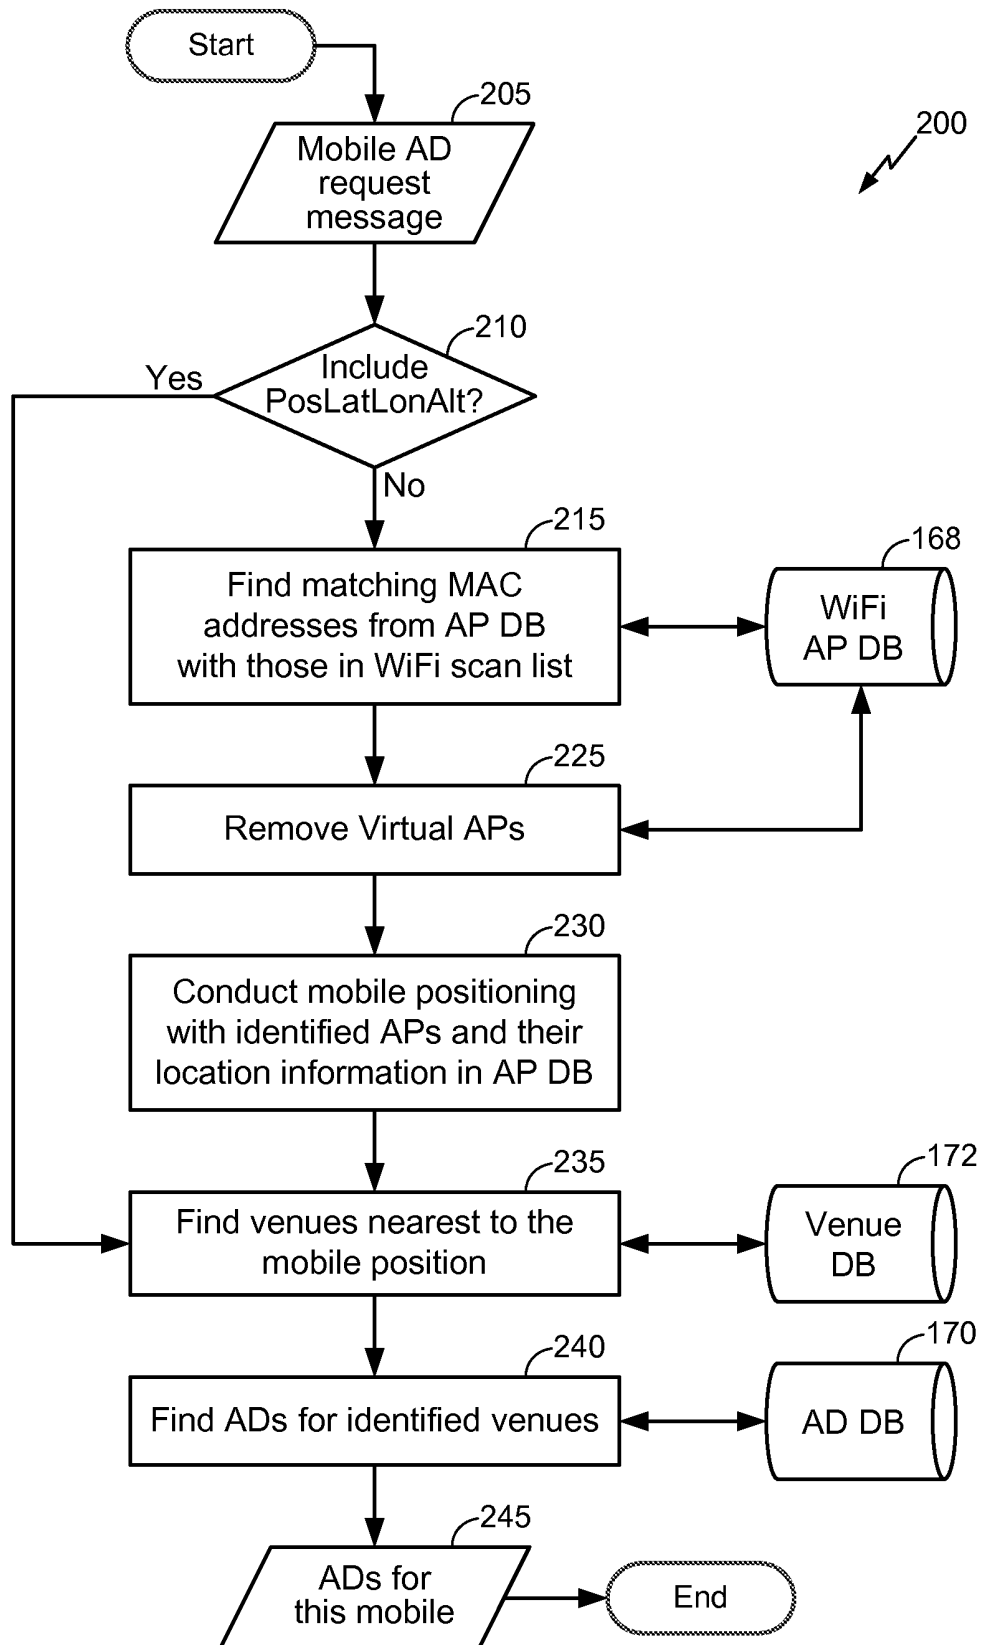 Start
205
200
Mobile AD
request
message
210
Include
PosLatLonAlt?
Yes
No
215
Find matching MAC
addresses from AP DB
with those in WiFi scan list
168
WiFi
AP DB
225
Remove Virtual APs
230
Conduct mobile positioning
with identified APs and their
location information in AP DB
235
Find venues nearest to the
mobile position
172
Venue
DB
240
Find ADs for identified venues
170
AD DB
245
ADs for
this mobile
End